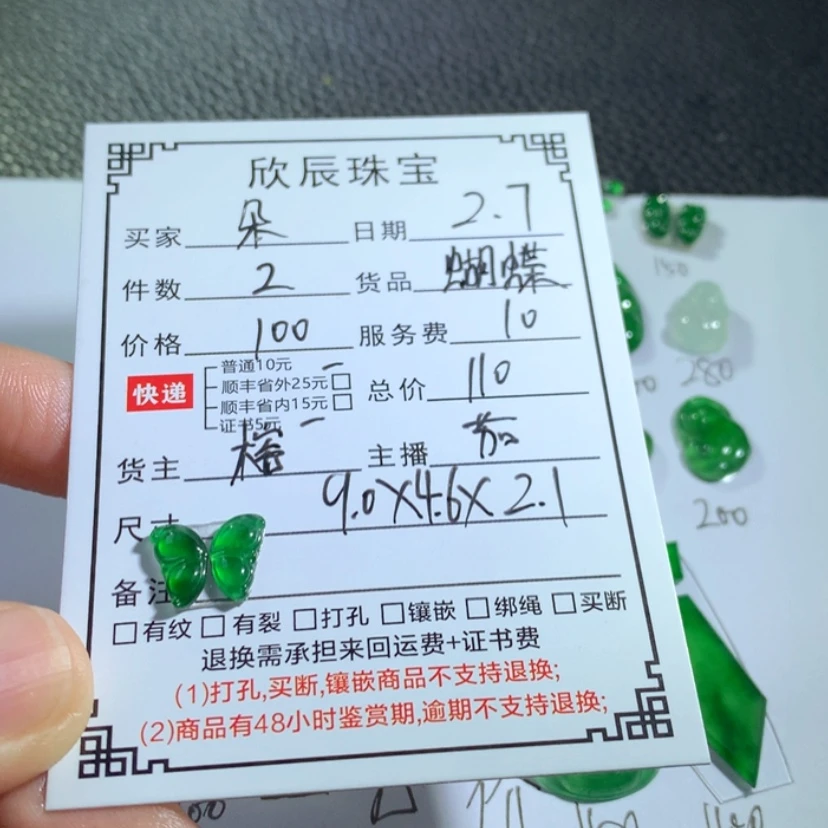 欣辰珠宝
买家 朵 日期 2.7
件数 2 货品 蝴蝶
价格 100 服务费 10
快递
普通10元
顺丰省外25元
顺丰省内15元
证书5元
总价 110
货主 主播 茄
尺寸 9.0X4.6X2.1
备注
有纹 有裂 打孔 镶嵌 绑绳 买断
退换需承担来回运费+证书费
(1)打孔,买断,镶嵌商品不支持退换;
(2)商品有48小时鉴赏期,逾期不支持退换;
150
280
200